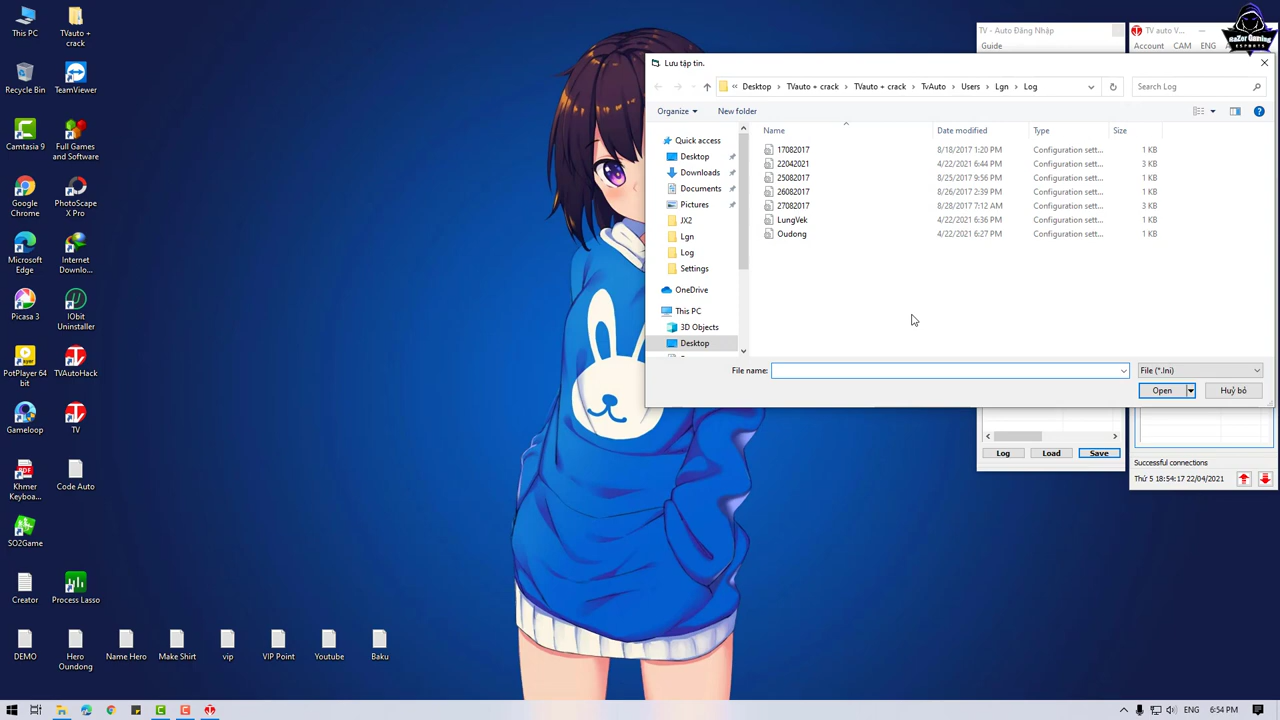 This PC
TVauto + crack
Recycle Bin
TeamViewer
Camtasia 9
Full Games and Software
Google Chrome
PhotoScape X Pro
Microsoft Edge
Internet Downlo...
Picasa 3
IObit Uninstaller
PotPlayer 64 bit
TVAutoHack
Gameloop
TV
Khmer Keyboa...
Code Auto
SO2Game
Creator
Process Lasso
DEMO
Hero Oundong
Name Hero
Make Shirt
vip
VIP Point
Youtube
Baku
TV - Auto Đăng Nhập
Guide
TV auto V...
Account CAM ENG
RaZor Gaming
ESPORTS
Lưu tập tin.
« Desktop › TVauto + crack › TVauto + crack › TvAuto › Users › Lgn › Log
Search Log
Organize New folder
Quick access
Desktop
Downloads
Documents
Pictures
JX2
Lgn
Log
Settings
OneDrive
This PC
3D Objects
Desktop
Name Date modified Type Size
17082017 8/18/2017 1:20 PM Configuration sett... 1 KB
22042021 4/22/2021 6:44 PM Configuration sett... 3 KB
25082017 8/25/2017 9:56 PM Configuration sett... 1 KB
26082017 8/26/2017 2:39 PM Configuration sett... 1 KB
27082017 8/28/2017 7:12 AM Configuration sett... 3 KB
LungVek 4/22/2021 6:36 PM Configuration sett... 1 KB
Oudong 4/22/2021 6:27 PM Configuration sett... 1 KB
File name: File (*.Ini)
Open Huỷ bỏ
Log Load Save
Successful connections
Thứ 5 18:54:17 22/04/2021
ENG 6:54 PM